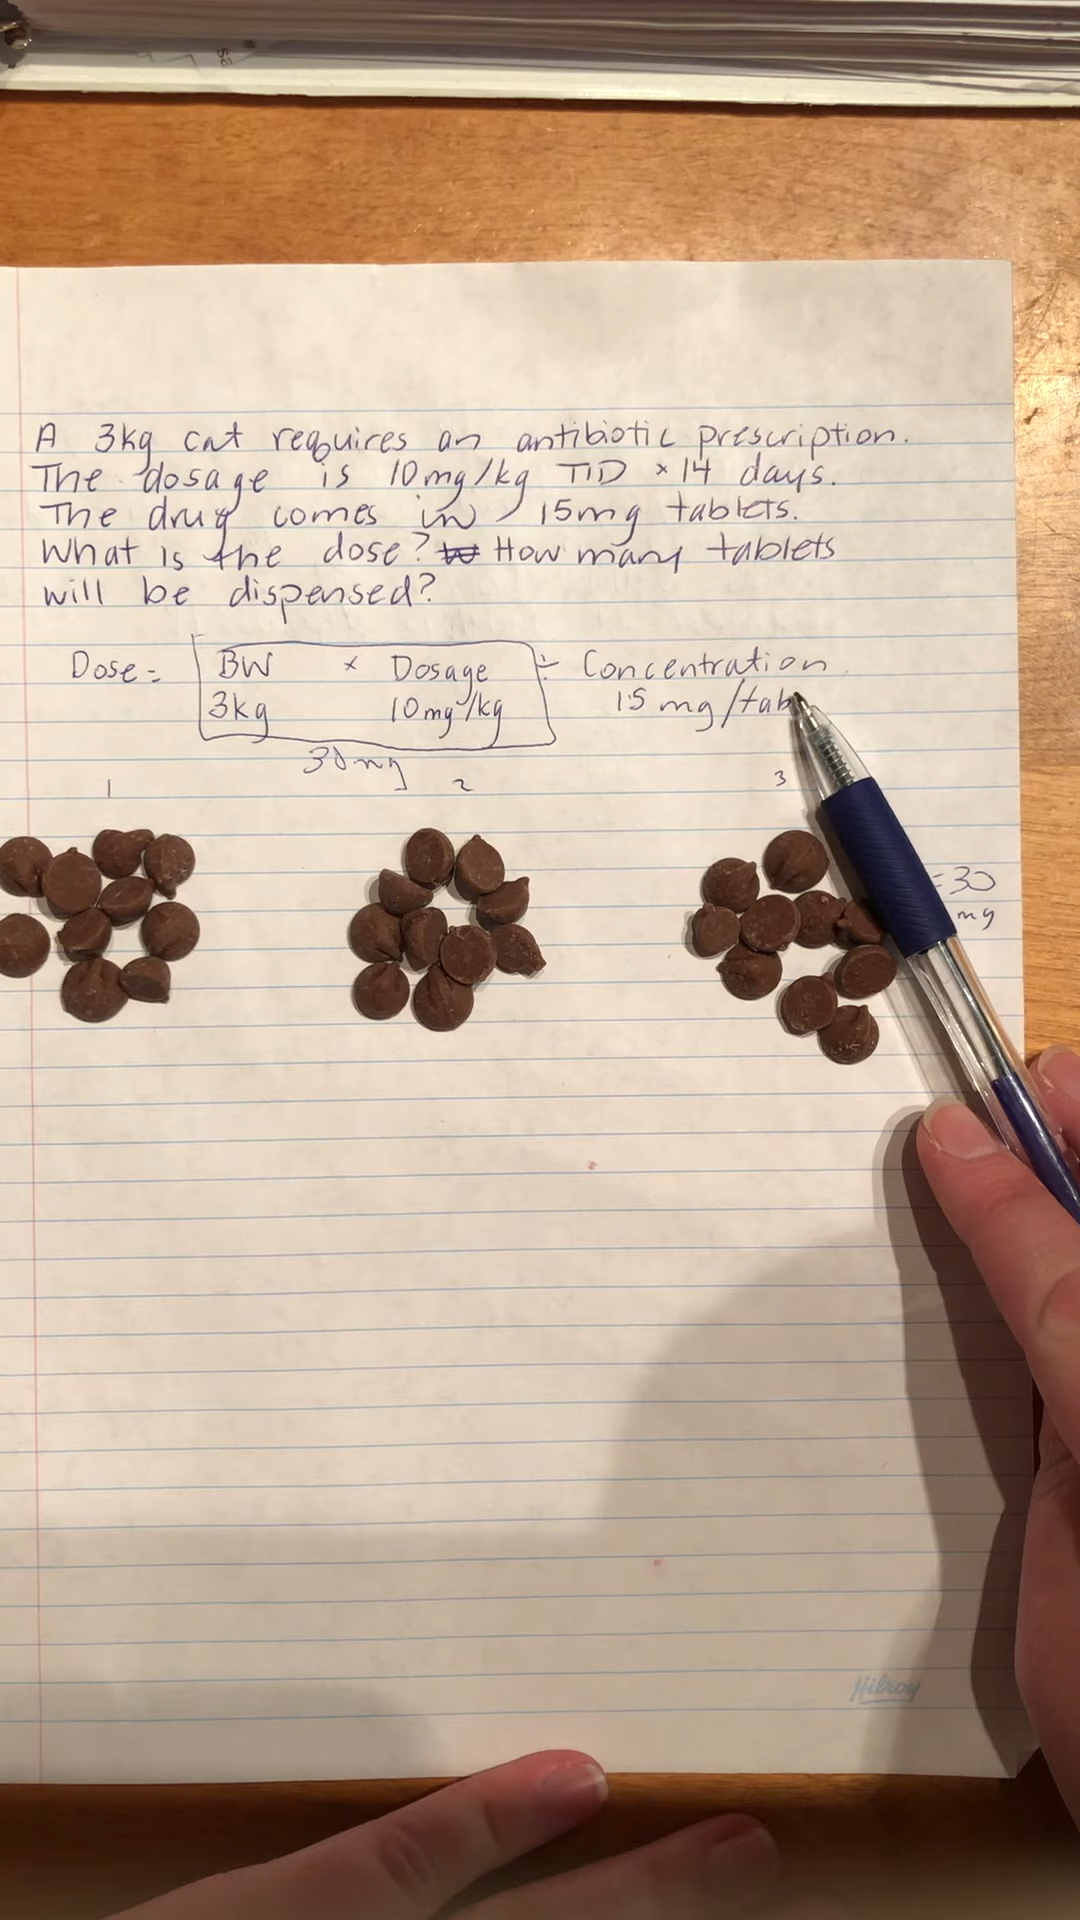 A 3kg cat requires an antibiotic prescription.
The dosage is 10mg/kg TID × 14 days.
The drug comes in 15mg tablets.
What is the dose? How many tablets
will be dispensed?
Dose = BW × Dosage ÷ Concentration
3kg 10mg/kg 15 mg/tab
30mg
1 2 3
=30
mg
Hilroy